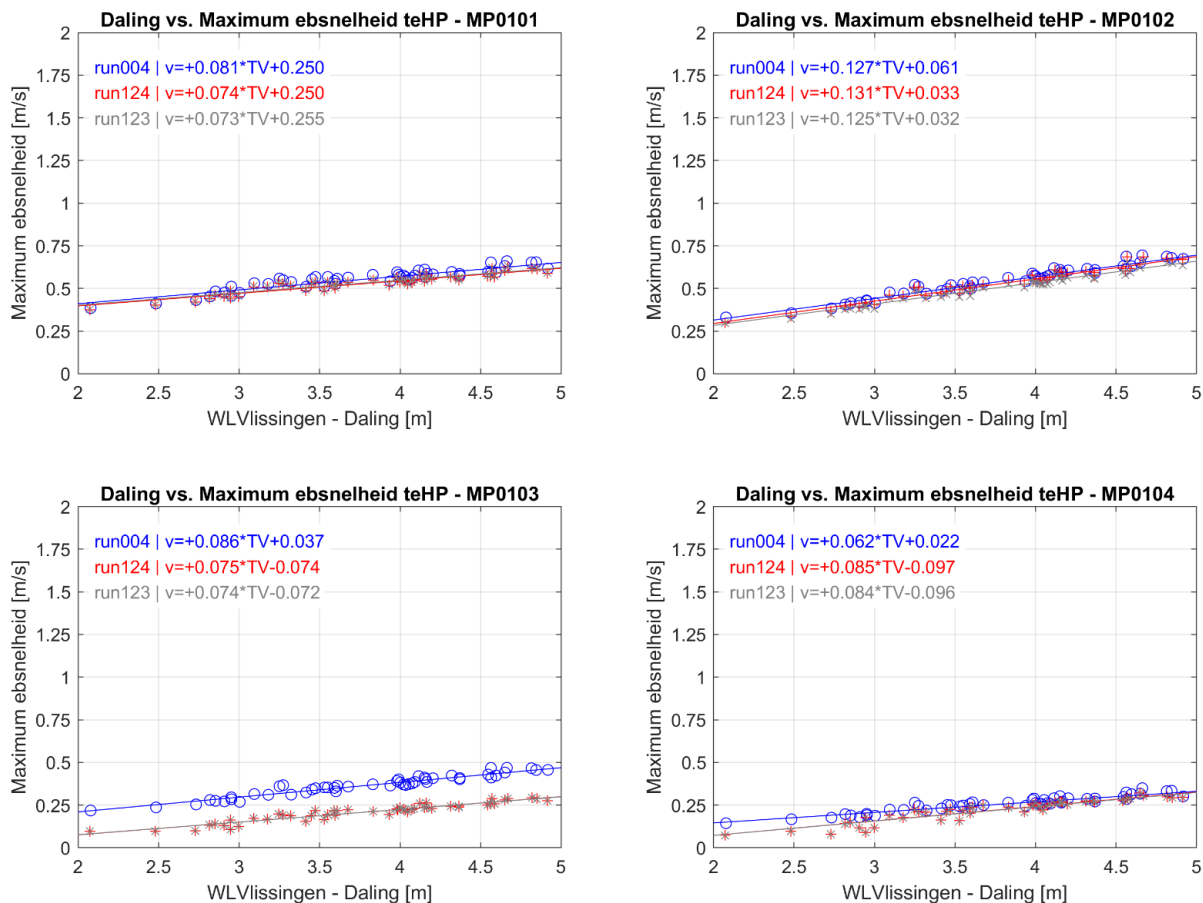 Daling vs. Maximum ebsnelheid teHP - MP0101
2
1.75
1.5
1.25
1
0.75
0.5
0.25
0
Maximum ebsnelheid [m/s]
run004 | v=+0.081*TV+0.250
run124 | v=+0.074*TV+0.250
run123 | v=+0.073*TV+0.255
2 2.5 3 3.5 4 4.5 5
WLVlissingen - Daling [m]
Daling vs. Maximum ebsnelheid teHP - MP0102
2
1.75
1.5
1.25
1
0.75
0.5
0.25
0
Maximum ebsnelheid [m/s]
run004 | v=+0.127*TV+0.061
run124 | v=+0.131*TV+0.033
run123 | v=+0.125*TV+0.032
2 2.5 3 3.5 4 4.5 5
WLVlissingen - Daling [m]
Daling vs. Maximum ebsnelheid teHP - MP0103
2
1.75
1.5
1.25
1
0.75
0.5
0.25
0
Maximum ebsnelheid [m/s]
run004 | v=+0.086*TV+0.037
run124 | v=+0.075*TV-0.074
run123 | v=+0.074*TV-0.072
2 2.5 3 3.5 4 4.5 5
WLVlissingen - Daling [m]
Daling vs. Maximum ebsnelheid teHP - MP0104
2
1.75
1.5
1.25
1
0.75
0.5
0.25
0
Maximum ebsnelheid [m/s]
run004 | v=+0.062*TV+0.022
run124 | v=+0.085*TV-0.097
run123 | v=+0.084*TV-0.096
2 2.5 3 3.5 4 4.5 5
WLVlissingen - Daling [m]